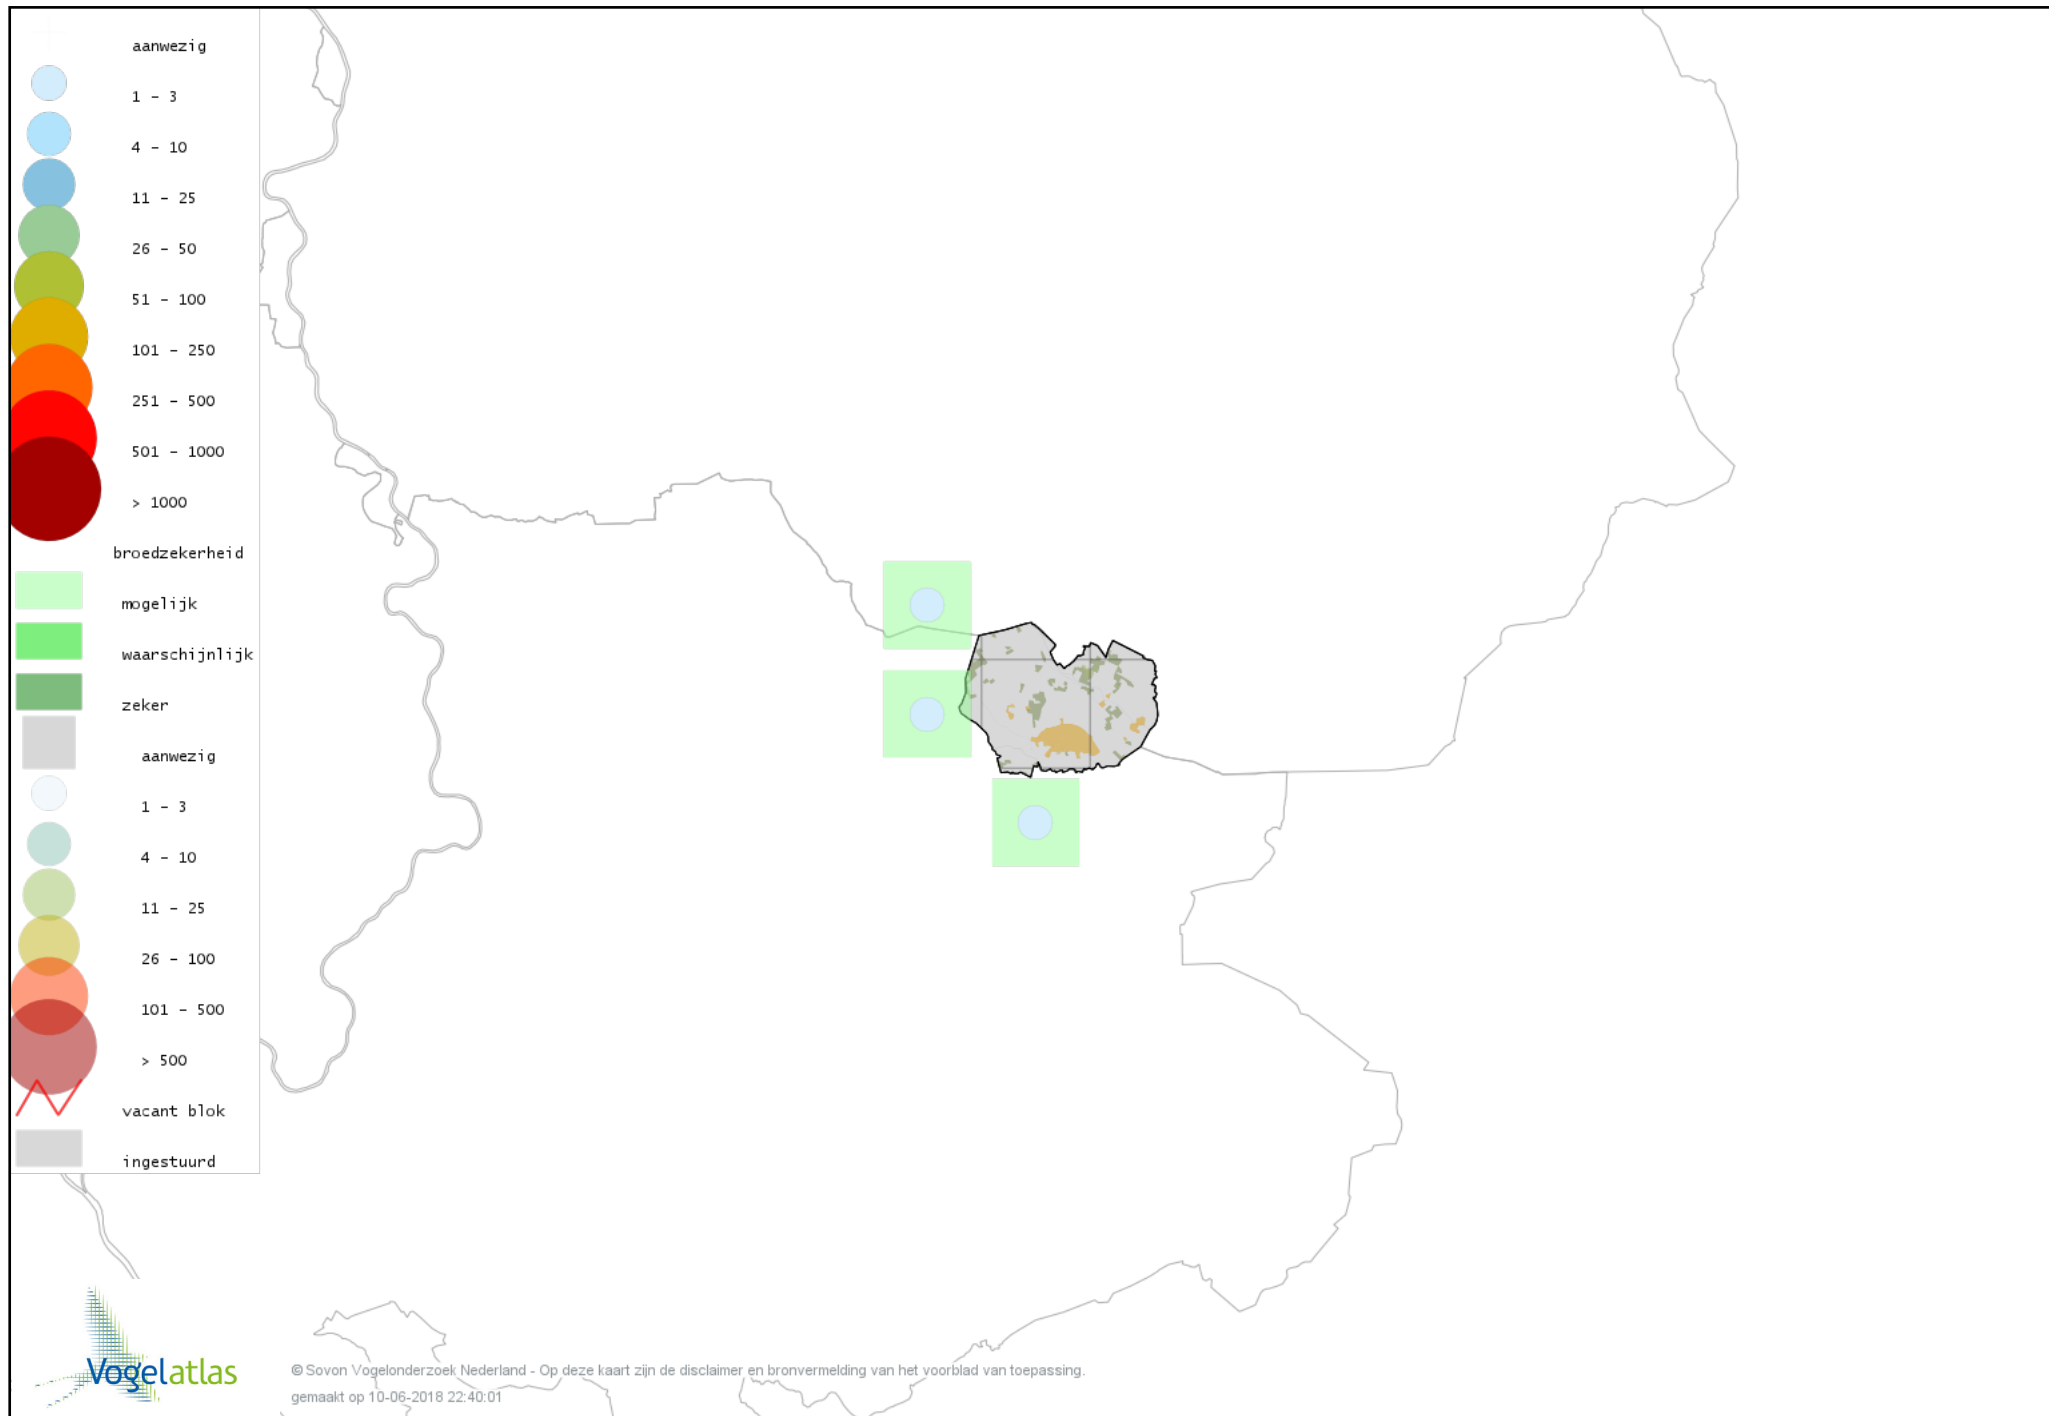 aanwezig
1 - 3
4 - 10
11 - 25
26 - 50
51 - 100
101 - 250
251 - 500
501 - 1000
> 1000
broedzekerheid
mogelijk
waarschijnlijk
zeker
aanwezig
1 - 3
4 - 10
11 - 25
26 - 100
101 - 500
> 500
vacant blok
ingestuurd
Vogelatlas
© Sovon Vogelonderzoek Nederland - Op deze kaart zijn de disclaimer en bronvermelding van het voorblad van toepassing.
gemaakt op 10-06-2018 22:40:01